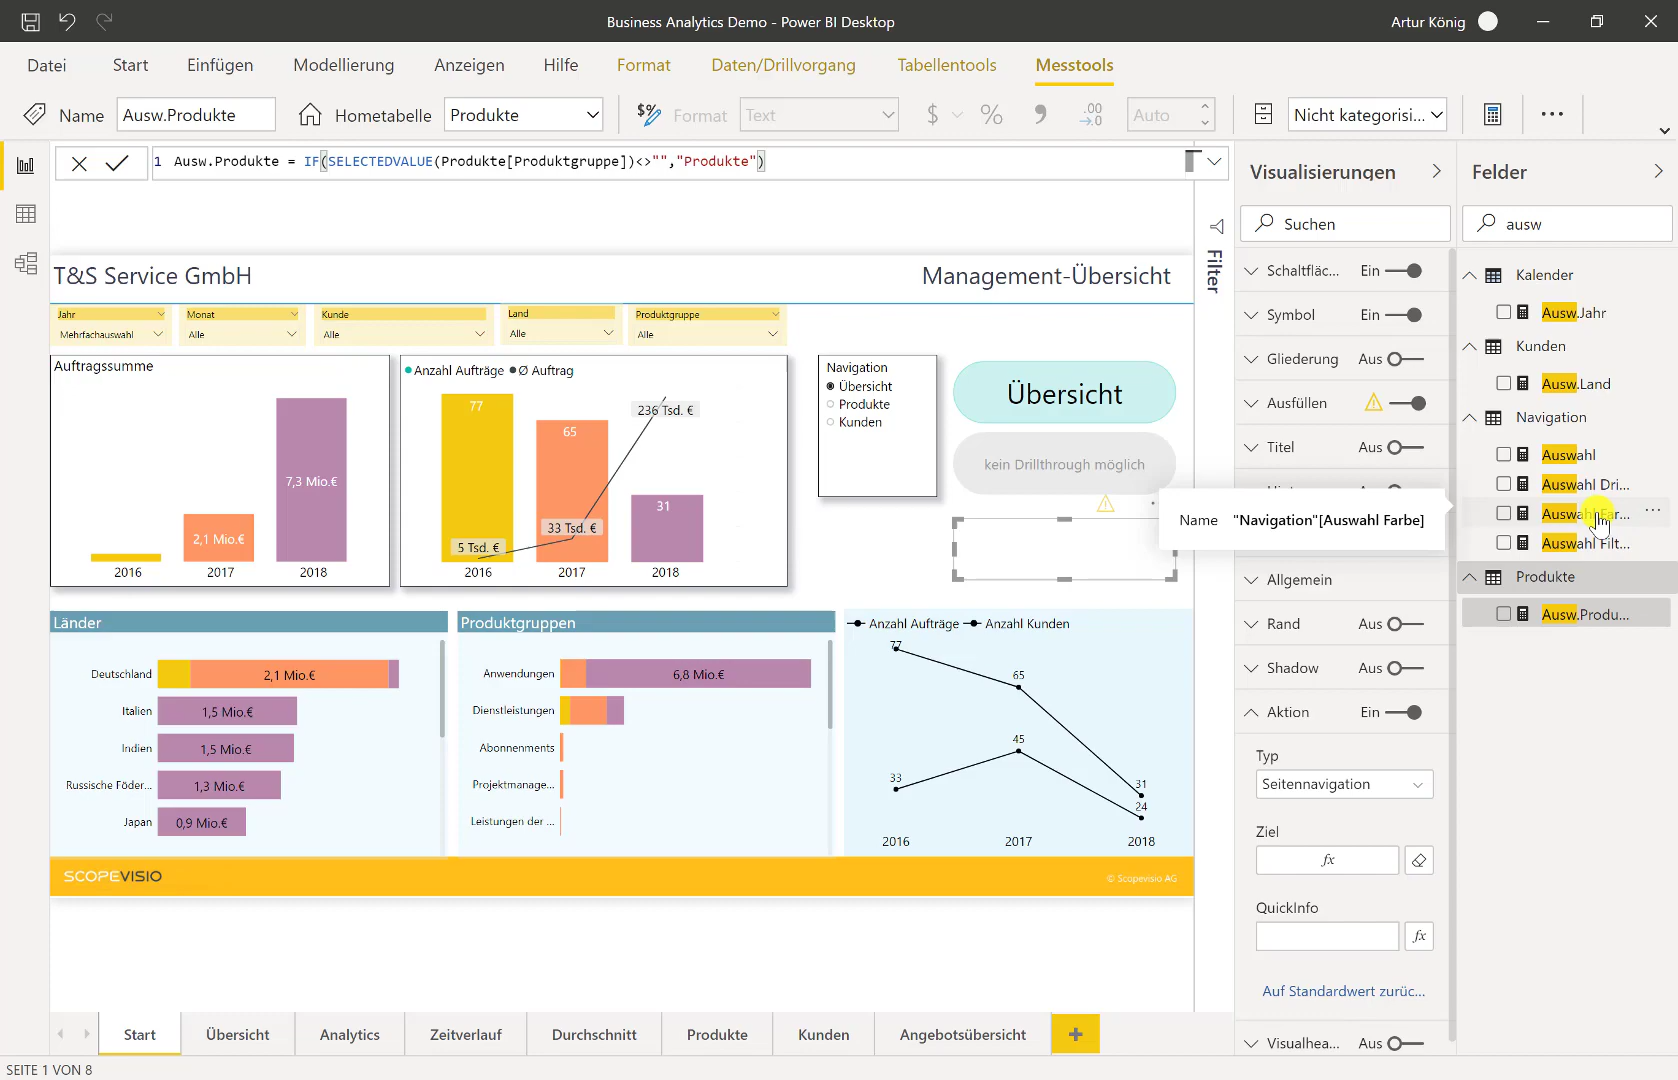 Business Analytics Demo - Power BI Desktop
Artur König
Datei
Start
Einfügen
Modellierung
Anzeigen
Hilfe
Format
Daten/Drillvorgang
Tabellentools
Messtools
Name
Ausw.Produkte
Hometabelle
Produkte
$%
Format
Text
$
%
9
.00
→.0
Auto
Nicht kategorisi...
...
1 Ausw.Produkte = IF(SELECTEDVALUE(Produkte[Produktgruppe])<>"","Produkte")
T&S Service GmbH
Management-Übersicht
Jahr
Monat
Kunde
Land
Produktgruppe
Mehrfachauswahl
Alle
Alle
Alle
Alle
Auftragssumme
2,1 Mio.€
7,3 Mio.€
2016
2017
2018
Anzahl Aufträge
Ø Auftrag
77
65
236 Tsd. €
31
33 Tsd. €
5 Tsd. €
2016
2017
2018
Navigation
Übersicht
Produkte
Kunden
Übersicht
kein Drillthrough möglich
Name "Navigation"[Auswahl Farbe]
Länder
Deutschland
2,1 Mio.€
Italien
1,5 Mio.€
Indien
1,5 Mio.€
Russische Föder...
1,3 Mio.€
Japan
0,9 Mio.€
Produktgruppen
Anwendungen
6,8 Mio.€
Dienstleistungen
Abonnenments
Projektmanage...
Leistungen der ...
Anzahl Aufträge
Anzahl Kunden
77
65
45
33
31
24
2016
2017
2018
SCOPEVISIO
© Scopevisio AG
Filter
Visualisierungen
Suchen
Schaltfläc...
Ein
Symbol
Ein
Gliederung
Aus
Ausfüllen
Titel
Aus
Allgemein
Rand
Aus
Shadow
Aus
Aktion
Ein
Typ
Seitennavigation
Ziel
fx
QuickInfo
fx
Auf Standardwert zurüc...
Visualhea...
Aus
Felder
ausw
Kalender
Ausw.Jahr
Kunden
Ausw.Land
Navigation
Auswahl
Auswahl Dri...
Auswahl Far...
...
Auswahl Filt...
Produkte
Ausw.Produ...
Start
Übersicht
Analytics
Zeitverlauf
Durchschnitt
Produkte
Kunden
Angebotsübersicht
+
SEITE 1 VON 8